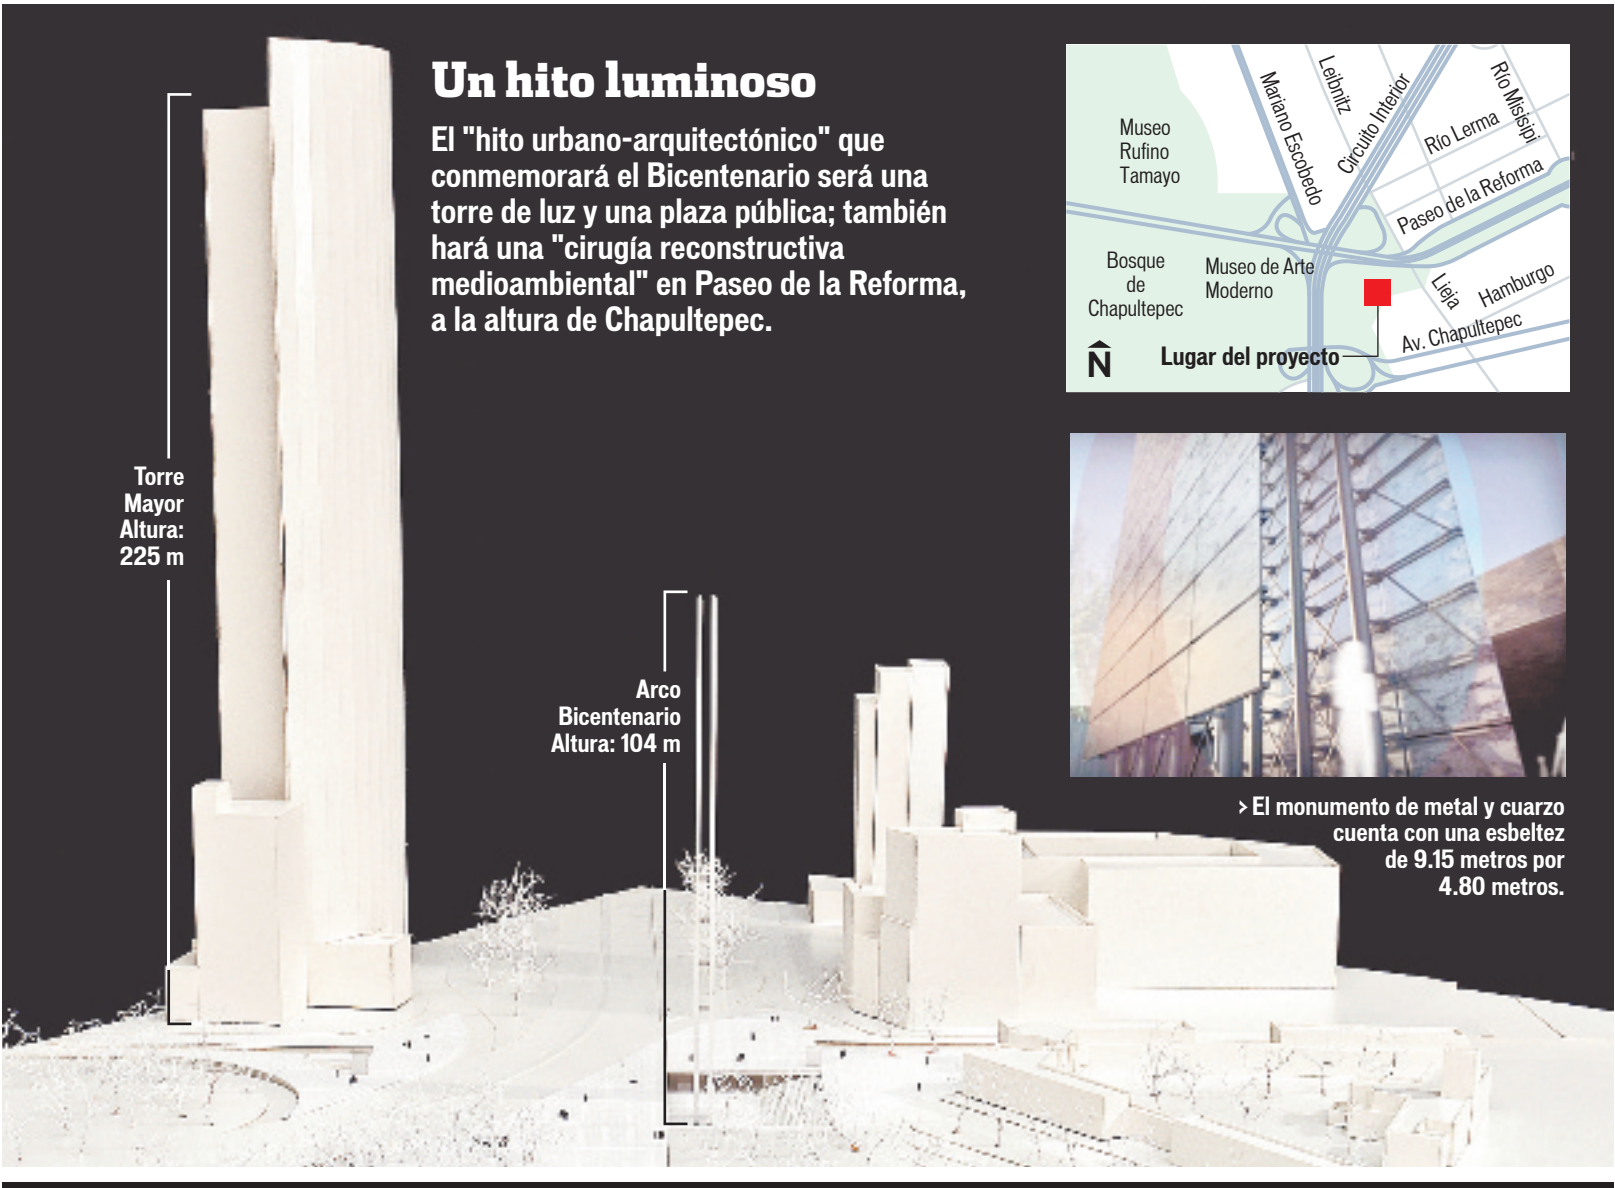 Un hito luminoso
El "hito urbano-arquitectónico" que
conmemorará el Bicentenario será una
torre de luz y una plaza pública; también
hará una "cirugía reconstructiva
medioambiental" en Paseo de la Reforma,
a la altura de Chapultepec.
Torre
Mayor
Altura:
225 m
Arco
Bicentenario
Altura: 104 m
Museo
Rufino
Tamayo
Mariano Escobedo
Leibnitz
Circuito Interior
Río Misisipi
Río Lerma
Paseo de la Reforma
Bosque
de
Chapultepec
Museo de Arte
Moderno
Lieja
Hamburgo
Av. Chapultepec
N
Lugar del proyecto
> El monumento de metal y cuarzo
cuenta con una esbeltez
de 9.15 metros por
4.80 metros.